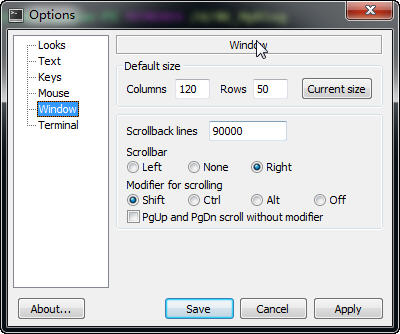 Options
Looks
Text
Keys
Mouse
Window
Terminal
Window
Default size
Columns 120 Rows 50 Current size
Scrollback lines 90000
Scrollbar
Left None Right
Modifier for scrolling
Shift Ctrl Alt Off
PgUp and PgDn scroll without modifier
About... Save Cancel Apply